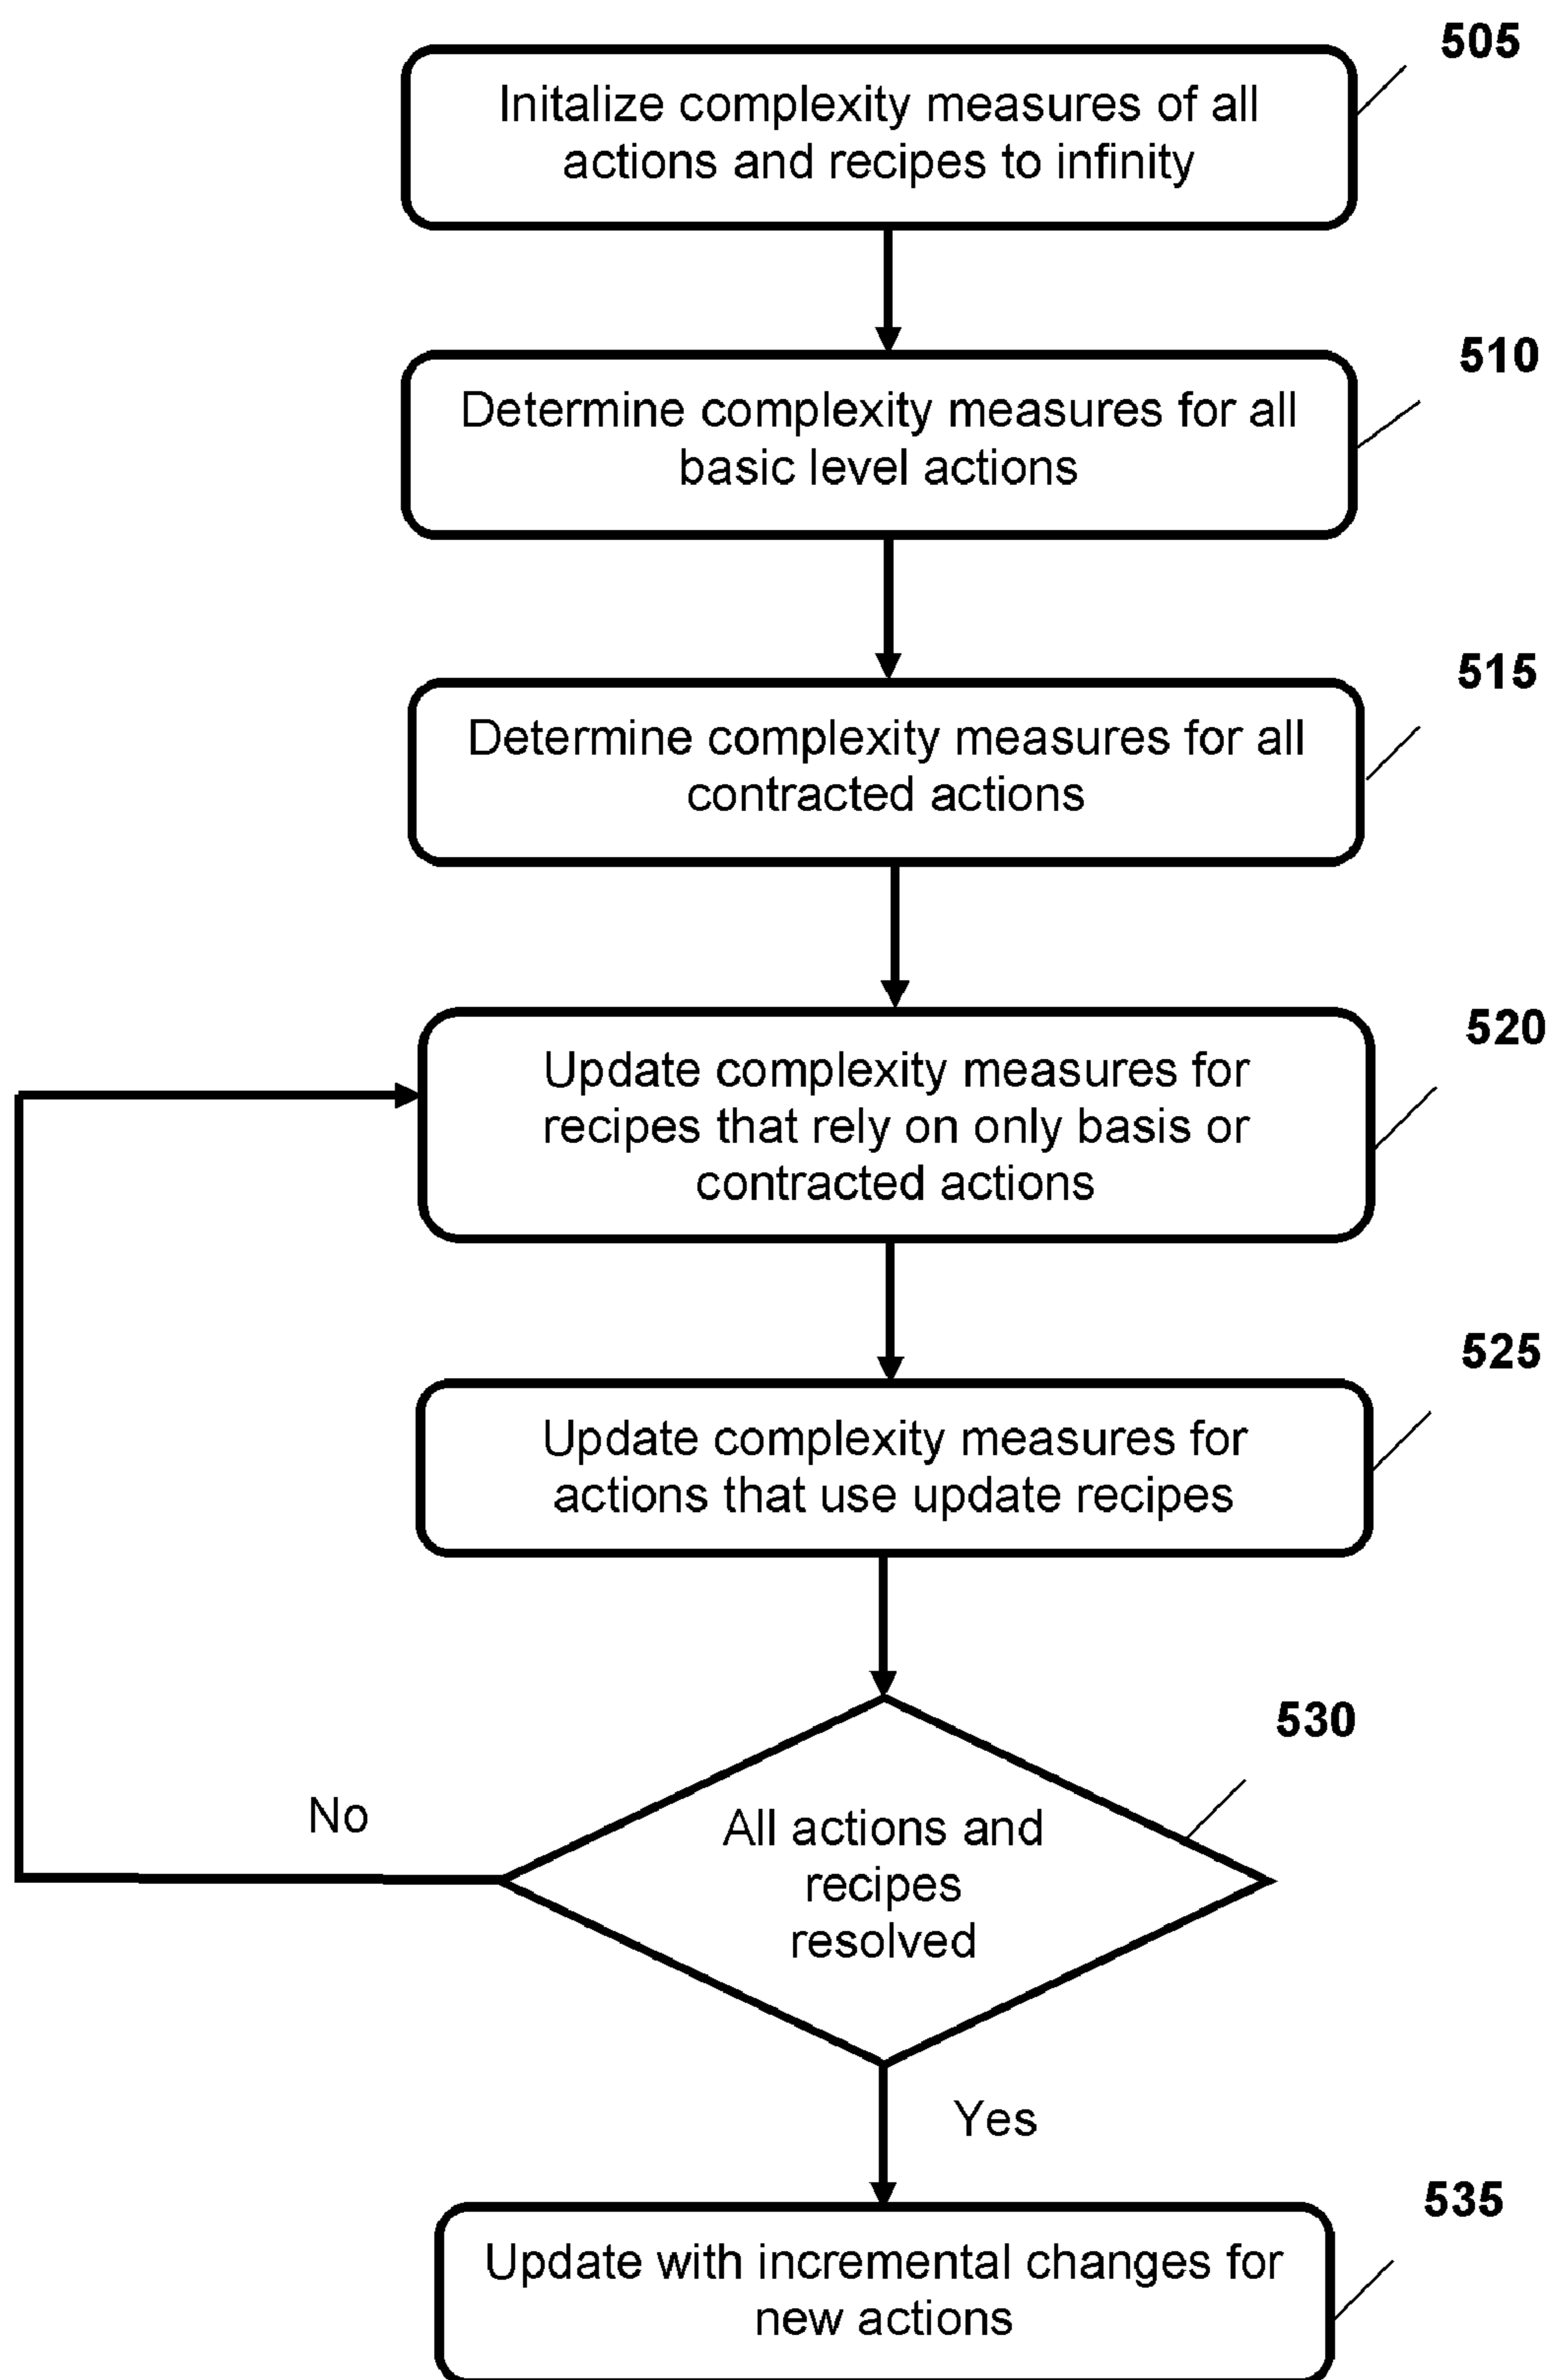 505
Initalize complexity measures of all
actions and recipes to infinity
510
Determine complexity measures for all
basic level actions
515
Determine complexity measures for all
contracted actions
520
Update complexity measures for
recipes that rely on only basis or
contracted actions
525
Update complexity measures for
actions that use update recipes
530
No
All actions and
recipes
resolved
Yes
535
Update with incremental changes for
new actions